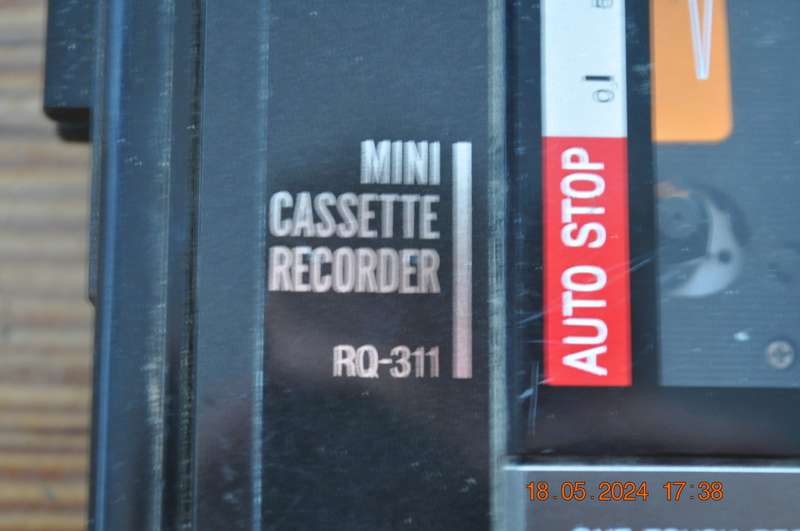 MINI
CASSETTE
RECORDER
RQ-311
AUTO STOP
18.05.2024 17:38